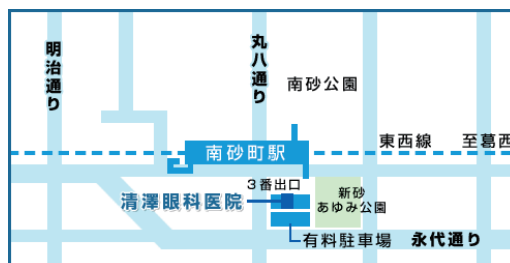 明治通り
丸八通り
南砂公園
東西線
至葛西
南砂町駅
3番出口
清澤眼科医院
新砂
あゆみ公園
有料駐車場
永代通り